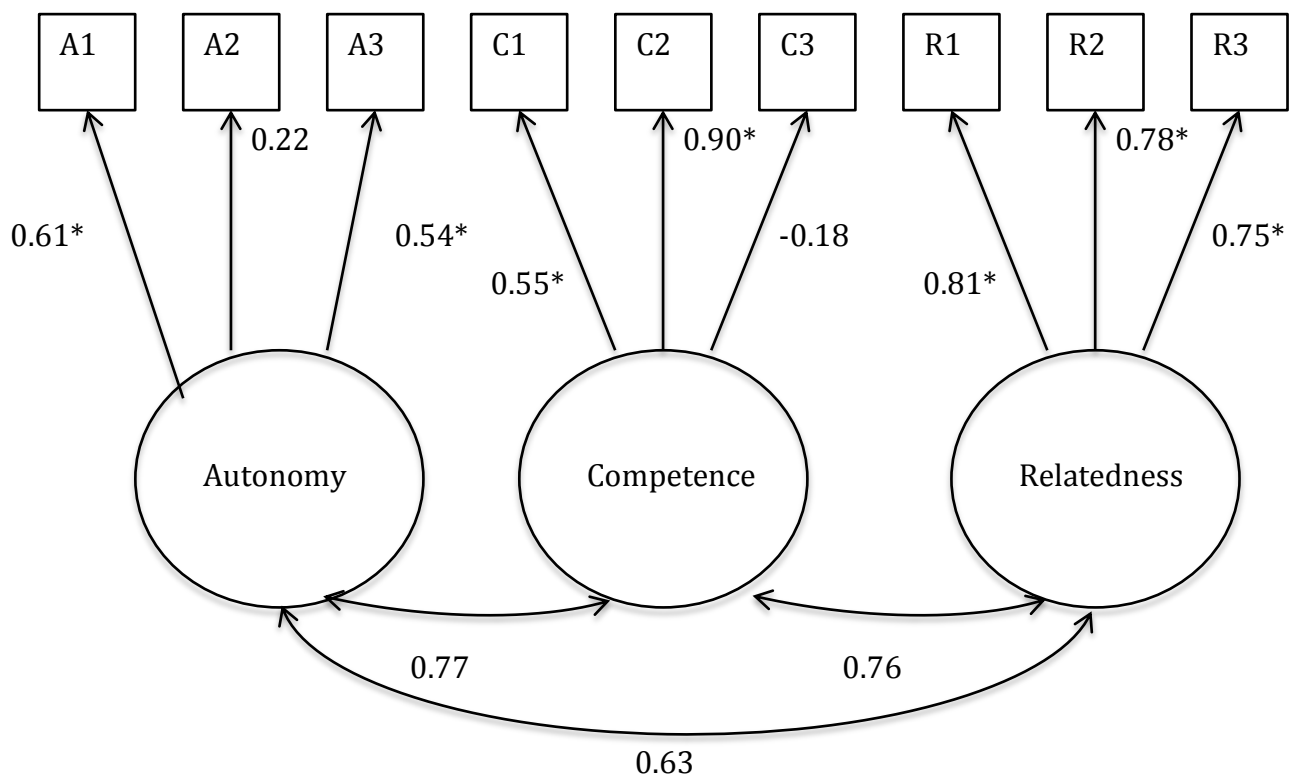 A1
A2
A3
C1
C2
C3
R1
R2
R3
0.22
0.90*
0.78*
0.61*
0.54*
-0.18
0.75*
0.55*
0.81*
Autonomy
Competence
Relatedness
0.77
0.76
0.63